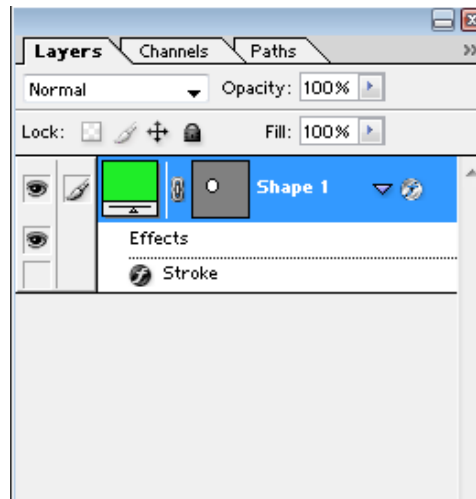 Layers Channels Paths
Normal Opacity: 100%
Lock: Fill: 100%
Shape 1
Effects
Stroke